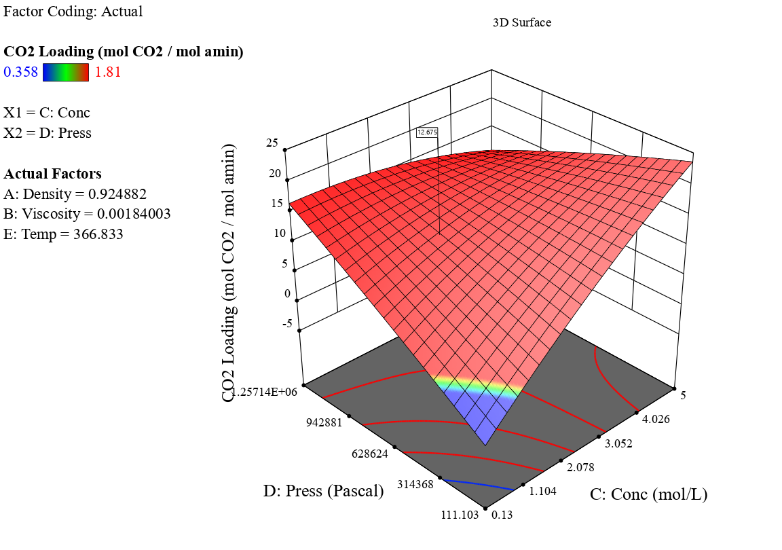 Factor Coding: Actual
3D Surface
CO2 Loading (mol CO2 / mol amin)
0.358 1.81
X1 = C: Conc
X2 = D: Press
Actual Factors
A: Density = 0.924882
B: Viscosity = 0.00184003
E: Temp = 366.833
12.675
CO2 Loading (mol CO2 / mol amin)
25
20
15
10
5
0
-5
1.25714E+06
942881
628624
314368
111.103
D: Press (Pascal)
0.13
1.104
2.078
3.052
4.026
5
C: Conc (mol/L)